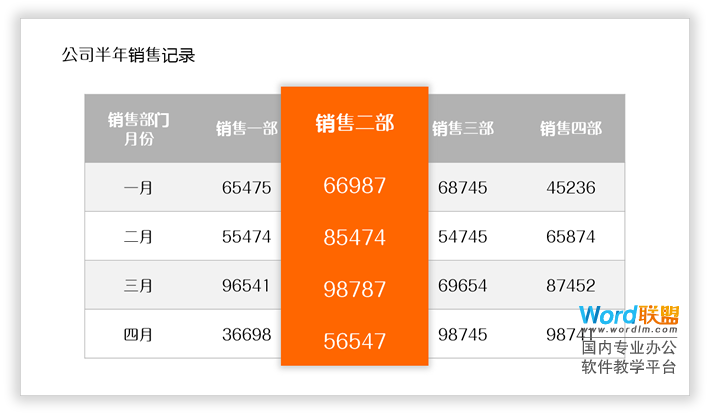 公司半年销售记录
销售部门 销售一部 销售二部 销售三部 销售四部
月份
一月 65475 66987 68745 45236
二月 55474 85474 54745 65874
三月 96541 98787 69654 87452
四月 36698 56547 98745 98741
Word联盟
www.wordlm.com
国内专业办公
软件教学平台